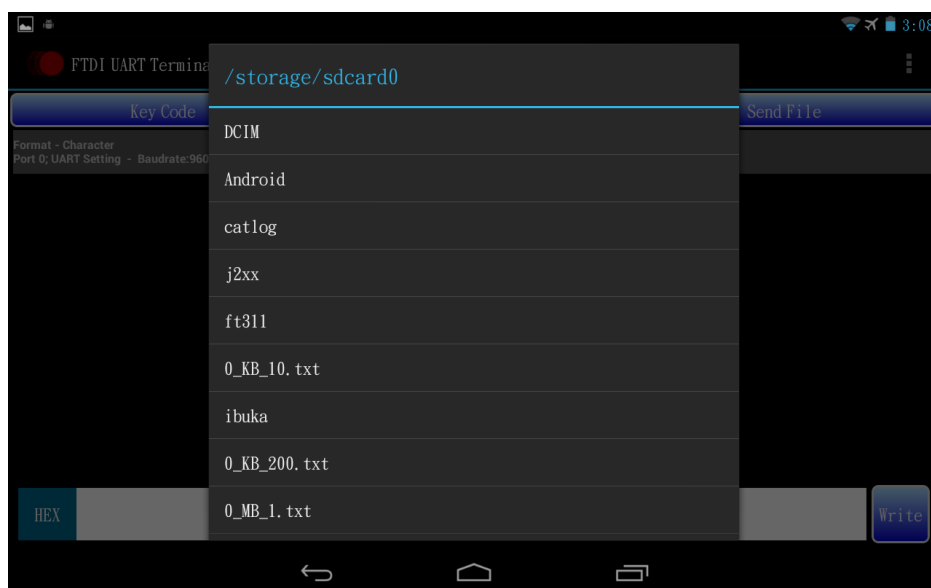 3:08
FTDI UART Termina
/storage/sdcard0
Key Code
Send File
Format - Character
Port 0; UART Setting - Baudrate:960
DCIM
Android
catlog
j2xx
ft311
0_KB_10.txt
ibuka
0_KB_200.txt
0_MB_1.txt
HEX
Write